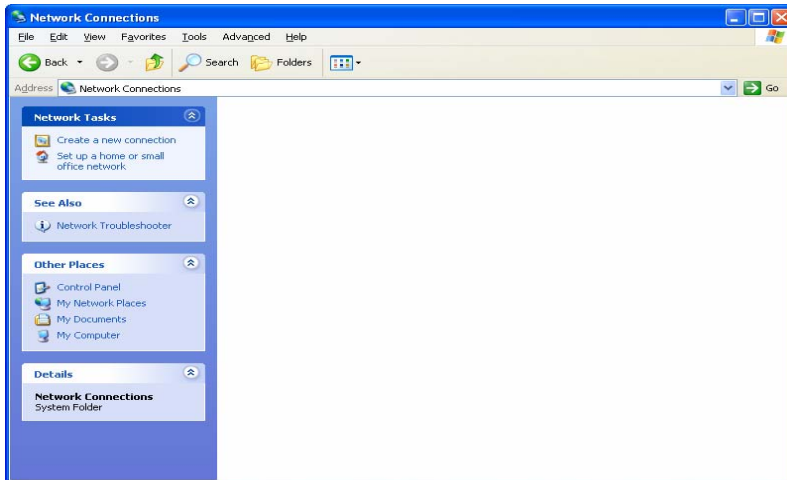 Network Connections
File Edit View Favorites Tools Advanced Help
Back Search Folders
Address Network Connections Go
Network Tasks
Create a new connection
Set up a home or small
office network
See Also
Network Troubleshooter
Other Places
Control Panel
My Network Places
My Documents
My Computer
Details
Network Connections
System Folder